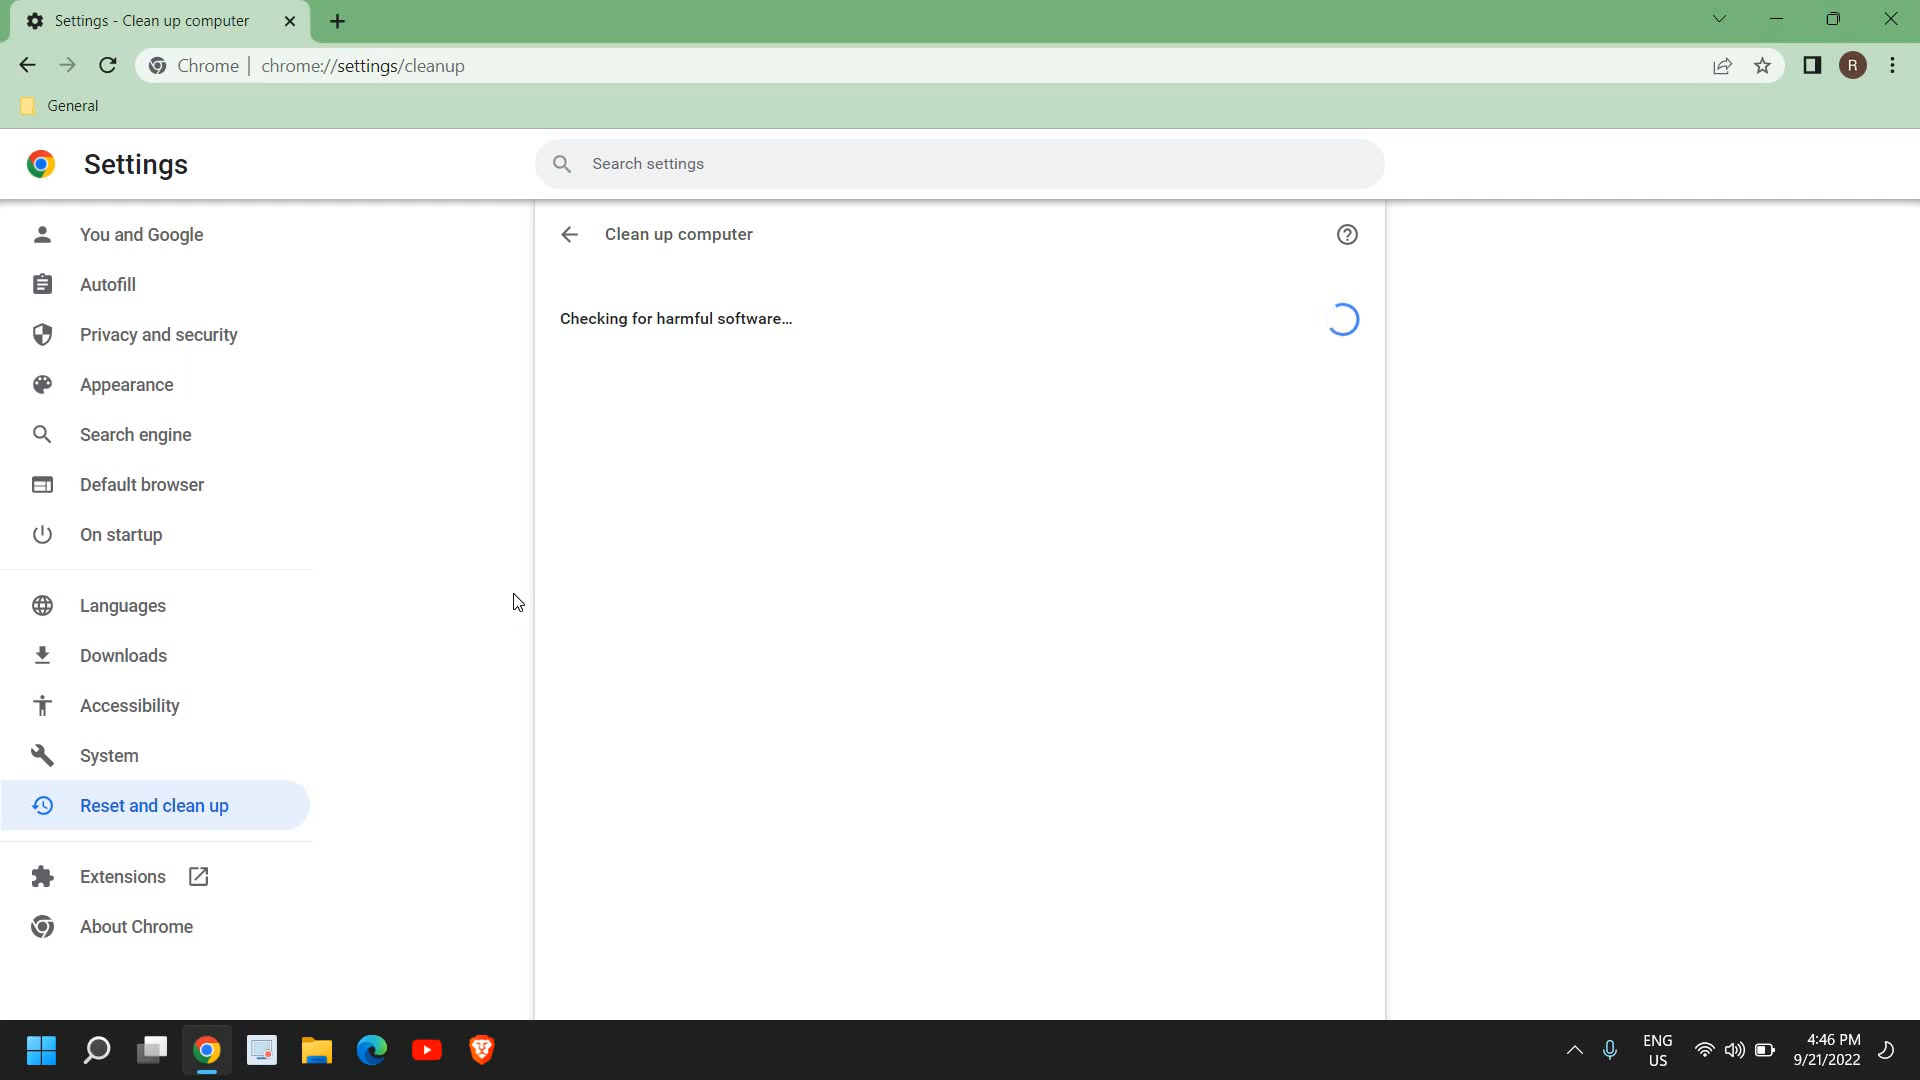 Settings - Clean up computer
Chrome | chrome://settings/cleanup
R
General
Settings
Search settings
You and Google
Autofill
Privacy and security
Appearance
Search engine
Default browser
On startup
Languages
Downloads
Accessibility
System
Reset and clean up
Extensions
About Chrome
Clean up computer
Checking for harmful software...
ENG
US
4:46 PM
9/21/2022